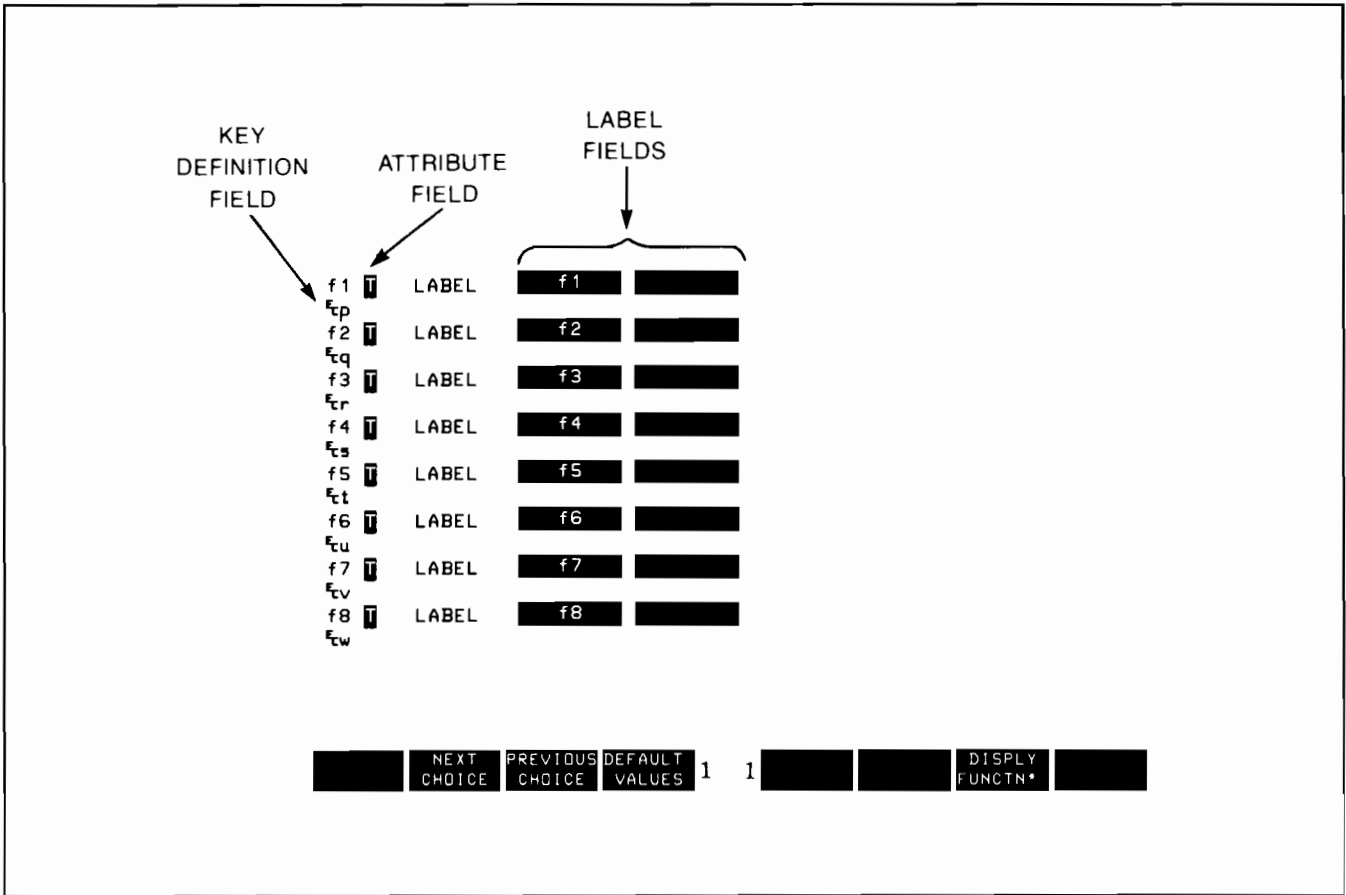 KEY
DEFINITION
FIELD
ATTRIBUTE
FIELD
LABEL
FIELDS
f1 T LABEL f1
ᴱcp
f2 T LABEL f2
ᴱcq
f3 T LABEL f3
ᴱcr
f4 T LABEL f4
ᴱcs
f5 T LABEL f5
ᴱct
f6 T LABEL f6
ᴱcu
f7 T LABEL f7
ᴱcv
f8 T LABEL f8
ᴱcw
NEXT CHOICE PREVIOUS CHOICE DEFAULT VALUES 1 1 DISPLY FUNCTN*